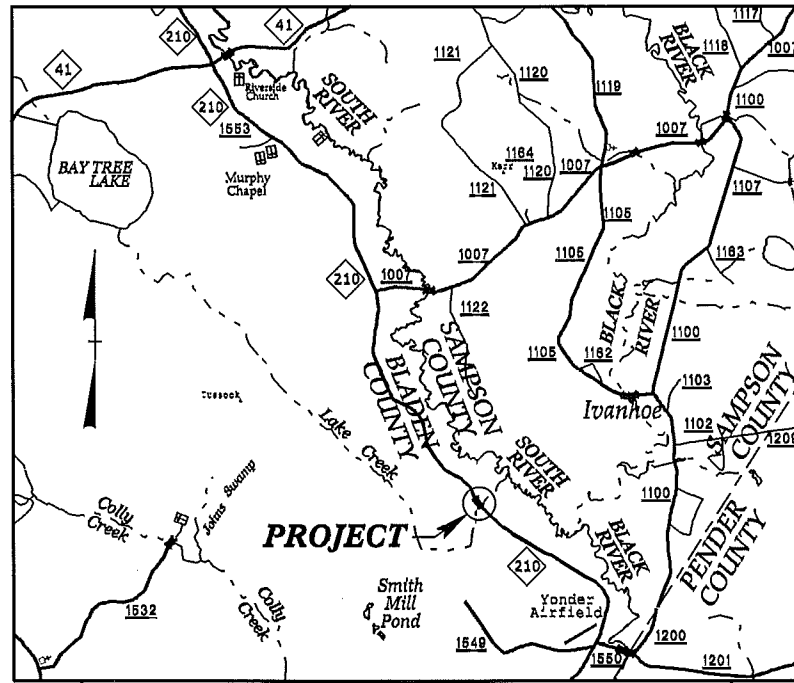 210
41
41
1121
1120
1119
BLACK
RIVER
1118
1117
1007
1100
Riverside
Church
210
1553
SOUTH
RIVER
BAY TREE
LAKE
Murphy
Chapel
1164
Kerr
1007
1120
1121
1007
1107
1105
1105
1163
210
1007
1007
1122
BLACK
RIVER
1100
SAMPSON
COUNTY
BLADEN
COUNTY
1105
1162
Ivanhoe
1103
1102
SAMPSON
COUNTY
1209
Tussock
Lake
Creek
SOUTH
RIVER
1100
Colly
Creek
Johns Swamp
PROJECT
210
BLACK
RIVER
PENDER
COUNTY
Colly
Creek
Smith
Mill
Pond
Yonder
Airfield
1532
1549
1550
1200
1201